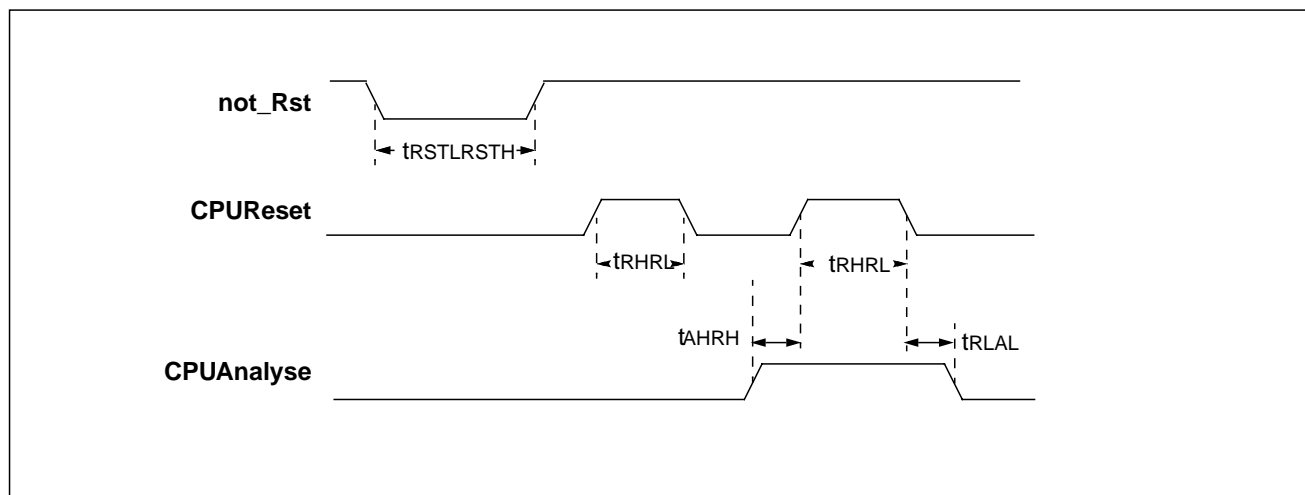 not_Rst
tRSTLRSTH
CPUReset
tRHRL
tRHRL
tAHRH
tRLAL
CPUAnalyse